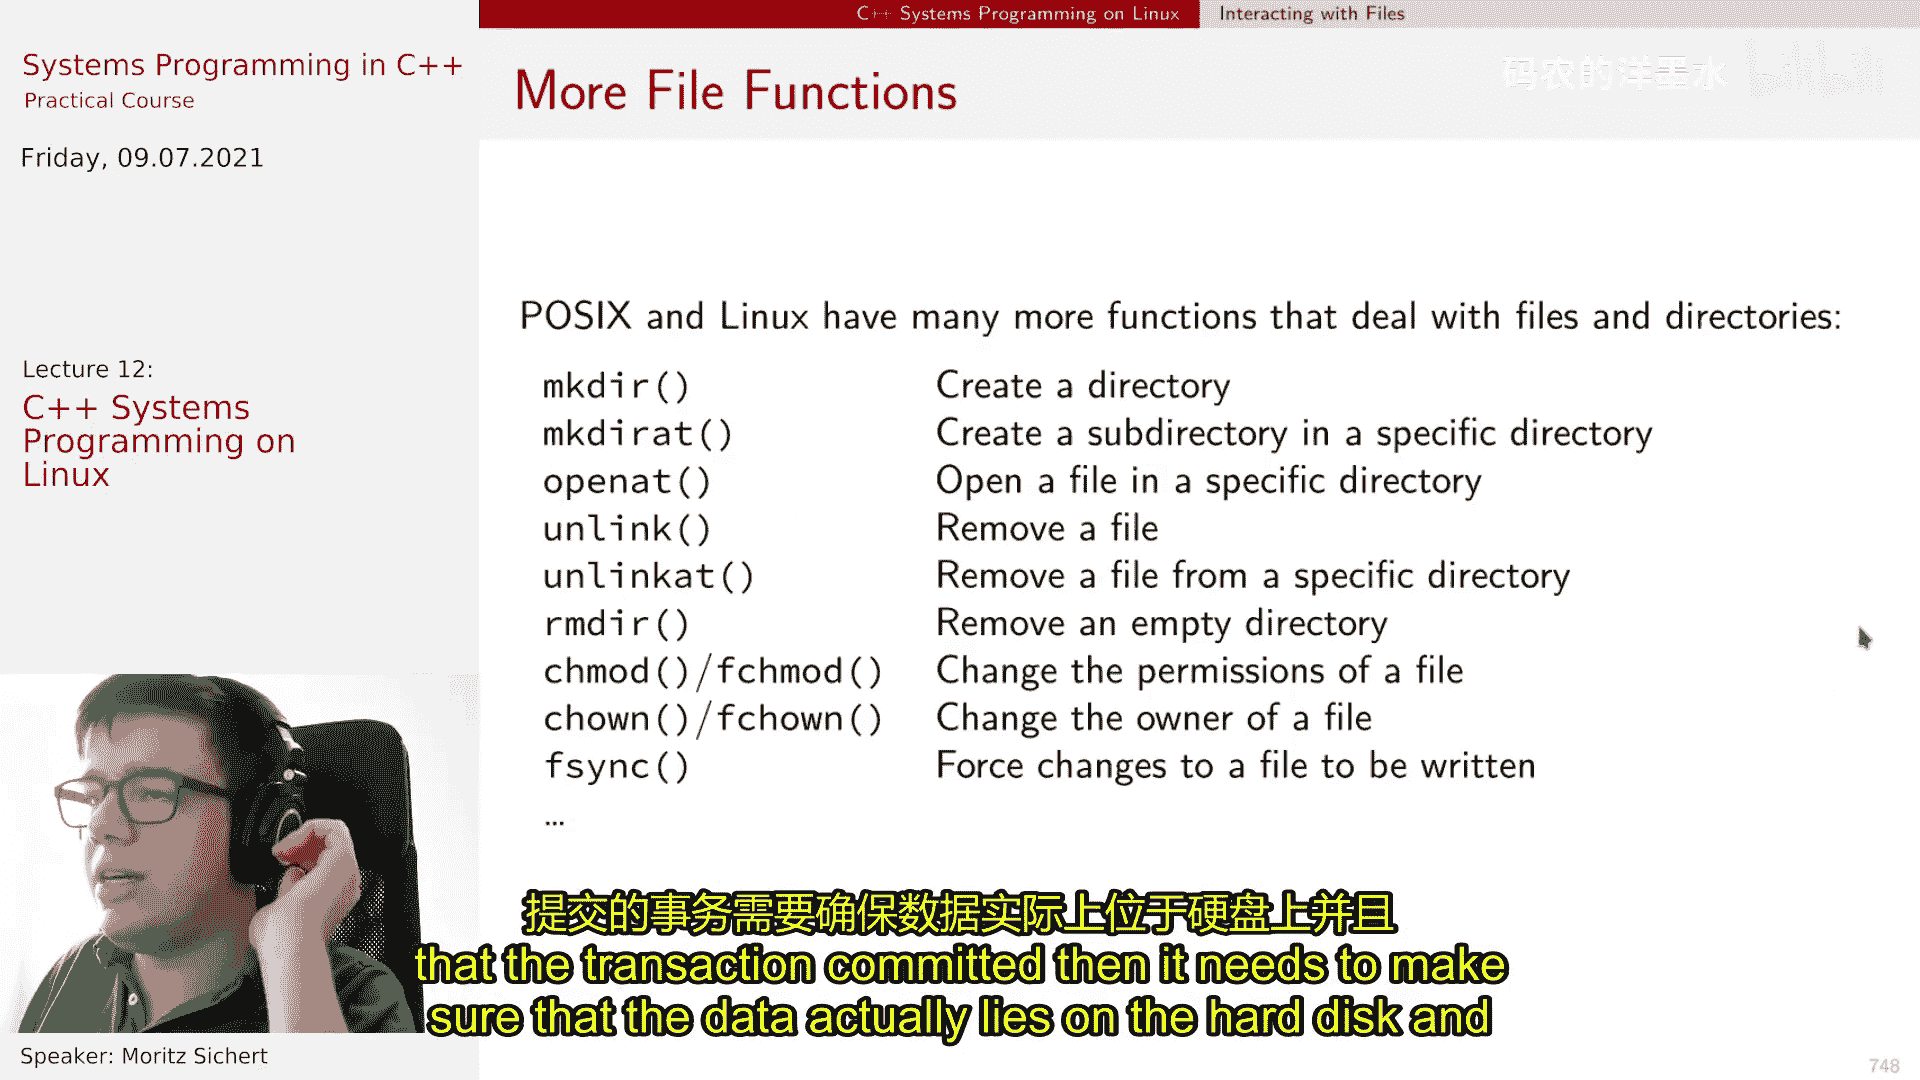 C++ Systems Programming on Linux
Interacting with Files
Systems Programming in C++
Practical Course
Friday, 09.07.2021
Lecture 12:
C++ Systems
Programming on
Linux
More File Functions
码农的洋墨水
POSIX and Linux have many more functions that deal with files and directories:
mkdir() Create a directory
mkdirat() Create a subdirectory in a specific directory
openat() Open a file in a specific directory
unlink() Remove a file
unlinkat() Remove a file from a specific directory
rmdir() Remove an empty directory
chmod()/fchmod() Change the permissions of a file
chown()/fchown() Change the owner of a file
fsync() Force changes to a file to be written
…
提交的事务需要确保数据实际上位于硬盘上并且
that the transaction committed then it needs to make
sure that the data actually lies on the hard disk and
Speaker: Moritz Sichert
748